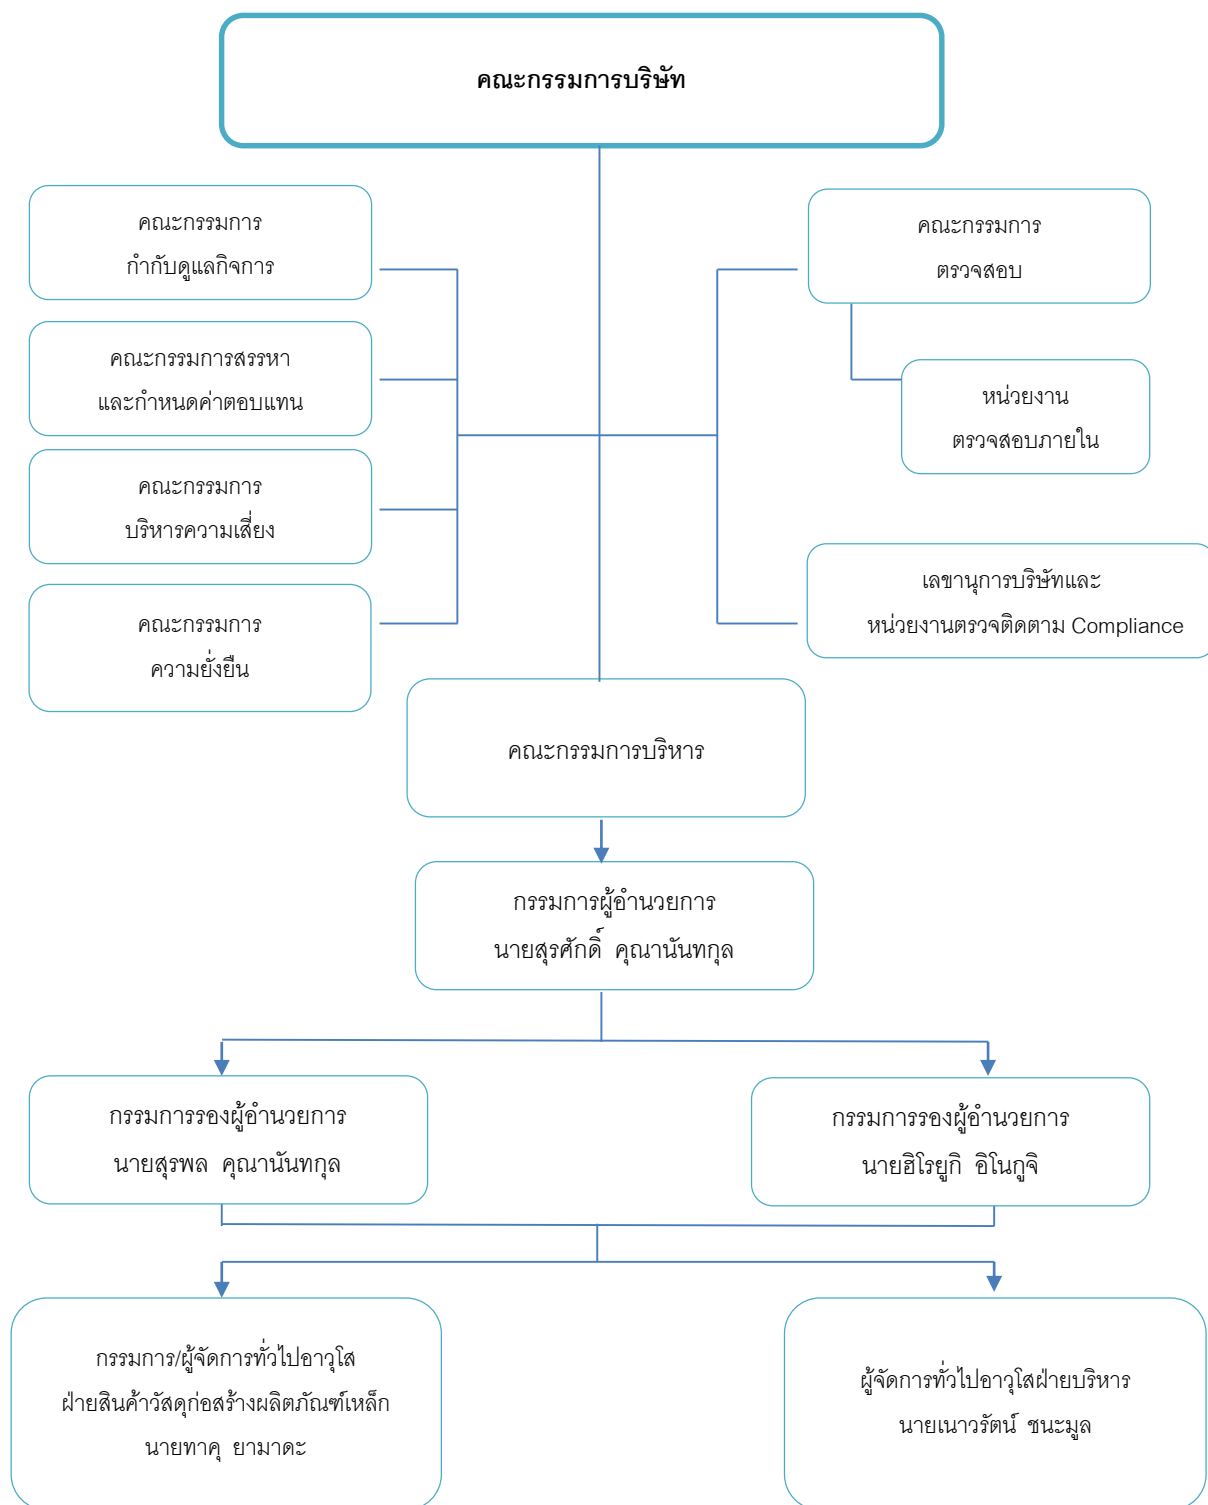 คณะกรรมการบริษัท
คณะกรรมการ
กำกับดูแลกิจการ
คณะกรรมการ
ตรวจสอบ
คณะกรรมการสรรหา
และกำหนดค่าตอบแทน
หน่วยงาน
ตรวจสอบภายใน
คณะกรรมการ
บริหารความเสี่ยง
เลขานุการบริษัทและ
หน่วยงานตรวจติดตาม Compliance
คณะกรรมการ
ความยั่งยืน
คณะกรรมการบริหาร
กรรมการผู้อำนวยการ
นายสุรศักดิ์ คุณานันทกุล
กรรมการรองผู้อำนวยการ
นายสุรพล คุณานันทกุล
กรรมการรองผู้อำนวยการ
นายฮิโรยูกิ อิโนกูจิ
กรรมการ/ผู้จัดการทั่วไปอาวุโส
ฝ่ายสินค้าวัสดุก่อสร้างผลิตภัณฑ์เหล็ก
นายทาคุ ยามาดะ
ผู้จัดการทั่วไปอาวุโสฝ่ายบริหาร
นายเนาวรัตน์ ชนะมูล